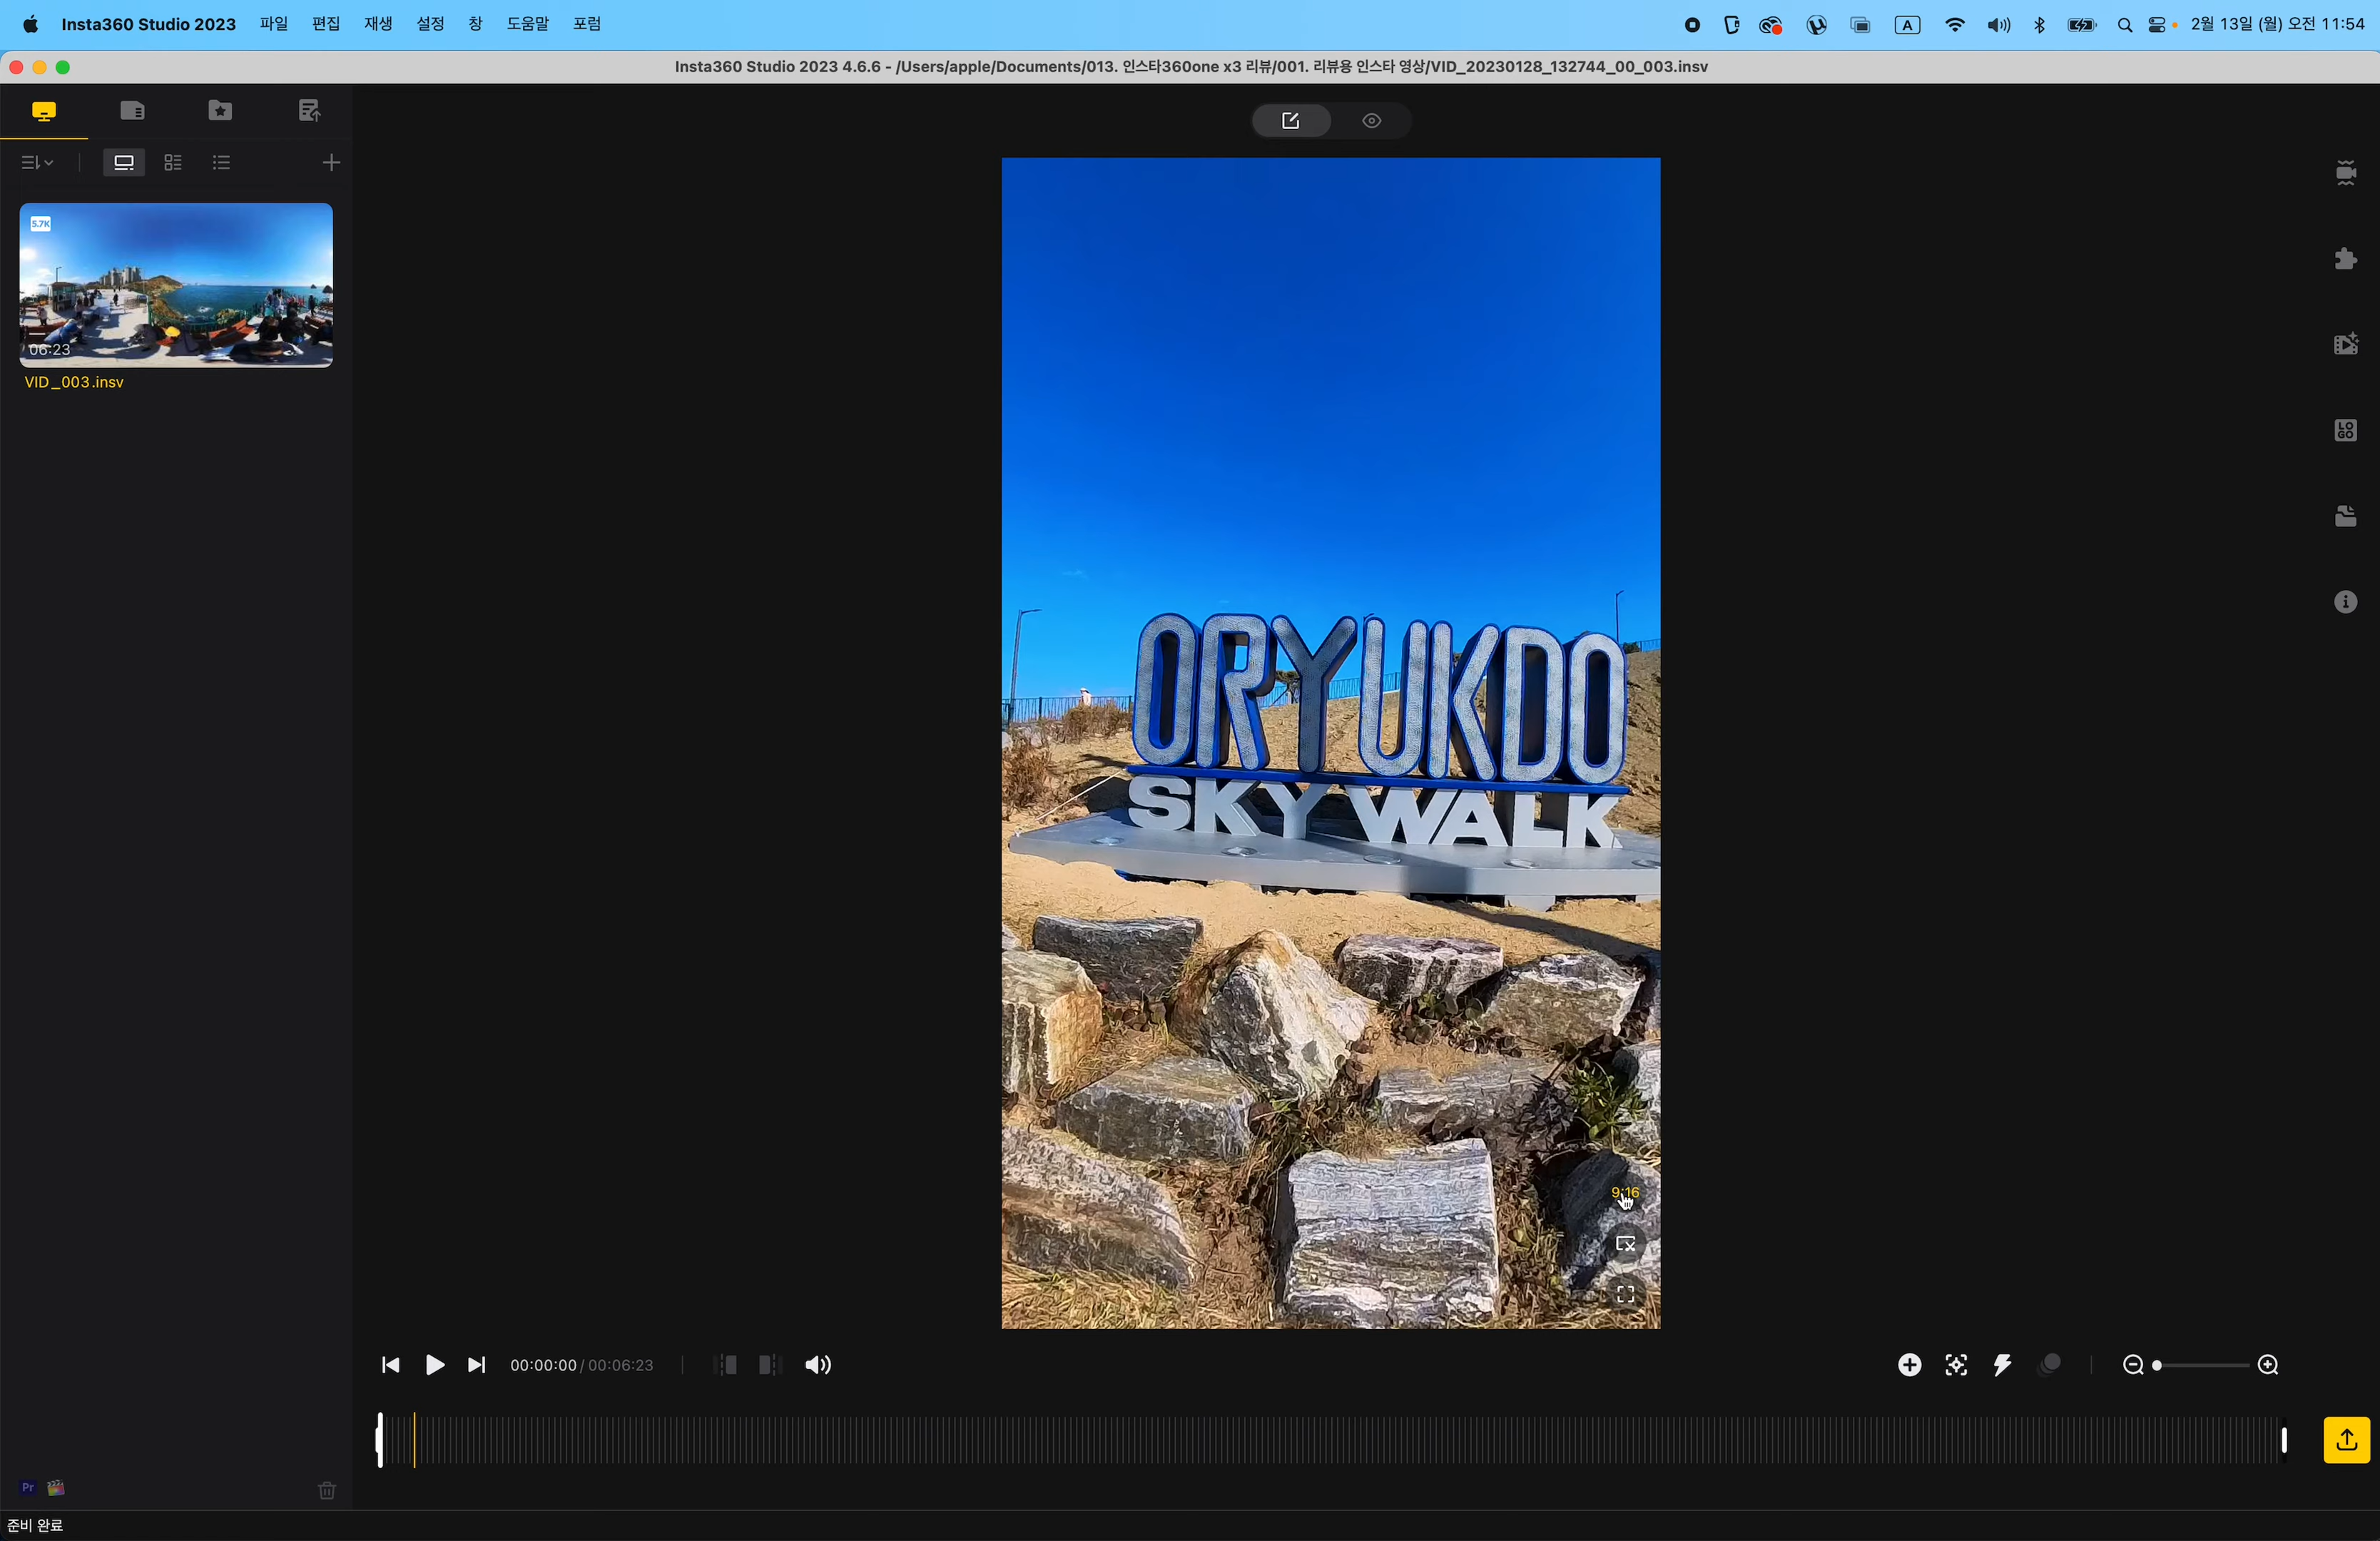 Insta360 Studio 2023 파일 편집 재생 설정 창 도움말 포럼 A 2월 13일 (월) 오전 11:54
Insta360 Studio 2023 4.6.6 - /Users/apple/Documents/013. 인스타360one x3 리뷰/001. 리뷰용 인스타 영상/VID_20230128_132744_00_003.insv
5.7K
06:23
VID_003.insv
LOGO
ORYUKDO
SKYWALK
9:16
00:00:00 / 00:06:23
Pr
준비 완료